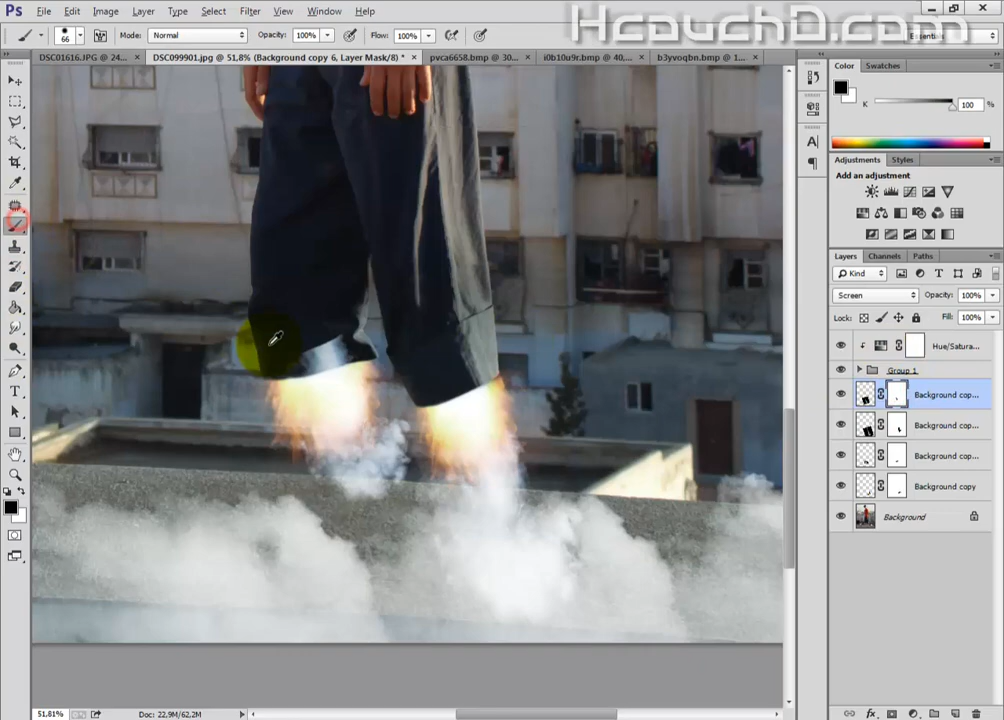 Ps File Edit Image Layer Type Select Filter View Window Help
HcouchD.com
66 Mode: Normal Opacity: 100% Flow: 100% Essentials
DSC01616.JPG @ 24... × DSC099901.jpg @ 51,8% (Background copy 6, Layer Mask/8) * × pvca6658.bmp @ 30... × i0b10u9r.bmp @ 40,... × b3yvoqbn.bmp @ 1... ×
Color Swatches
K 100 %
Adjustments Styles
Add an adjustment
Layers Channels Paths
Kind
Screen Opacity: 100%
Lock: Fill: 100%
Hue/Satura...
Group 1
Background cop...
Background cop...
Background cop...
Background copy
Background
51,81% Doc: 22,9M/62,2M